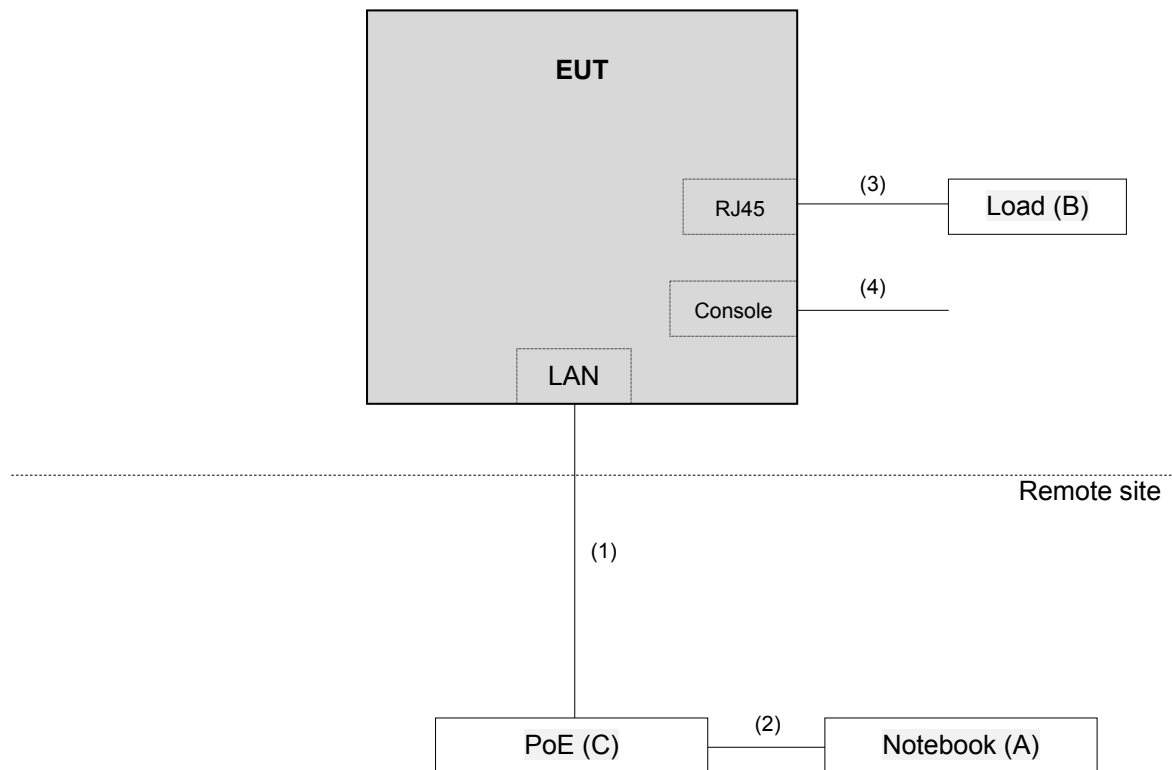 EUT
(3)
RJ45
Load (B)
(4)
Console
LAN
Remote site
(1)
(2)
PoE (C)
Notebook (A)